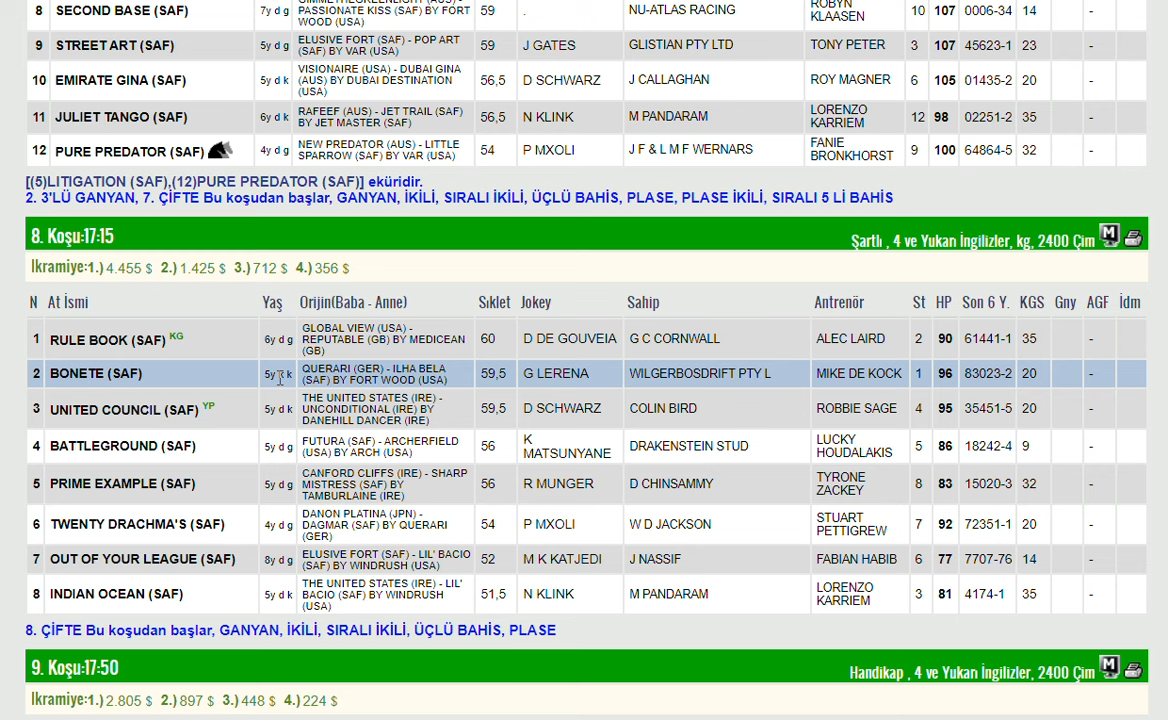 8 SECOND BASE (SAF) 7y d g PASSIONATE KISS (SAF) BY FORT WOOD (USA) 59 . NU-ATLAS RACING ROBYN KLAASEN 10 107 0006-34 14 -
9 STREET ART (SAF) 5y d g ELUSIVE FORT (SAF) - POP ART (SAF) BY VAR (USA) 59 J GATES GLISTIAN PTY LTD TONY PETER 3 107 45623-1 23 -
10 EMIRATE GINA (SAF) 5y d k VISIONAIRE (USA) - DUBAI GINA (AUS) BY DUBAI DESTINATION (USA) 56,5 D SCHWARZ J CALLAGHAN ROY MAGNER 6 105 01435-2 20 -
11 JULIET TANGO (SAF) 6y d k RAFEEF (AUS) - JET TRAIL (SAF) BY JET MASTER (SAF) 56,5 N KLINK M PANDARAM LORENZO KARRIEM 12 98 02251-2 35 -
12 PURE PREDATOR (SAF) 4y d g NEW PREDATOR (AUS) - LITTLE SPARROW (SAF) BY VAR (USA) 54 P MXOLI J F & L M F WERNARS FANIE BRONKHORST 9 100 64864-5 32 -
[(5)LITIGATION (SAF),(12)PURE PREDATOR (SAF)] eküridir.
2. 3'LÜ GANYAN, 7. ÇİFTE Bu koşudan başlar, GANYAN, İKİLİ, SIRALI İKİLİ, ÜÇLÜ BAHİS, PLASE, PLASE İKİLİ, SIRALI 5 Lİ BAHİS
8. Koşu:17:15 Şartlı , 4 ve Yukarı İngilizler, kg, 2400 Çim M
İkramiye:1.) 4.455 $ 2.) 1.425 $ 3.) 712 $ 4.) 356 $
N At İsmi Yaş Orijin(Baba - Anne) Sıklet Jokey Sahip Antrenör St HP Son 6 Y. KGS Gny AGF İdm
1 RULE BOOK (SAF) KG 6y d g GLOBAL VIEW (USA) - REPUTABLE (GB) BY MEDICEAN (GB) 60 D DE GOUVEIA G C CORNWALL ALEC LAIRD 2 90 61441-1 35 -
2 BONETE (SAF) 5y k QUERARI (GER) - ILHA BELA (SAF) BY FORT WOOD (USA) 59,5 G LERENA WILGERBOSDRIFT PTY L MIKE DE KOCK 1 96 83023-2 20 -
3 UNITED COUNCIL (SAF) YP 5y d k THE UNITED STATES (IRE) - UNCONDITIONAL (IRE) BY DANEHILL DANCER (IRE) 59,5 D SCHWARZ COLIN BIRD ROBBIE SAGE 4 95 35451-5 20 -
4 BATTLEGROUND (SAF) 5y d g FUTURA (SAF) - ARCHERFIELD (USA) BY ARCH (USA) 56 K MATSUNYANE DRAKENSTEIN STUD LUCKY HOUDALAKIS 5 86 18242-4 9 -
5 PRIME EXAMPLE (SAF) 5y d g CANFORD CLIFFS (IRE) - SHARP MISTRESS (SAF) BY TAMBURLAINE (IRE) 56 R MUNGER D CHINSAMMY TYRONE ZACKEY 8 83 15020-3 32 -
6 TWENTY DRACHMA'S (SAF) 4y d g DANON PLATINA (JPN) - DAGMAR (SAF) BY QUERARI (GER) 54 P MXOLI W D JACKSON STUART PETTIGREW 7 92 72351-1 20 -
7 OUT OF YOUR LEAGUE (SAF) 8y d g ELUSIVE FORT (SAF) - LIL' BACIO (SAF) BY WINDRUSH (USA) 52 M K KATJEDI J NASSIF FABIAN HABIB 6 77 7707-76 14 -
8 INDIAN OCEAN (SAF) 5y d k THE UNITED STATES (IRE) - LIL' BACIO (SAF) BY WINDRUSH (USA) 51,5 N KLINK M PANDARAM LORENZO KARRIEM 3 81 4174-1 35 -
8. ÇİFTE Bu koşudan başlar, GANYAN, İKİLİ, SIRALI İKİLİ, ÜÇLÜ BAHİS, PLASE
9. Koşu:17:50 Handikap , 4 ve Yukarı İngilizler, 2400 Çim M
İkramiye:1.) 2.805 $ 2.) 897 $ 3.) 448 $ 4.) 224 $